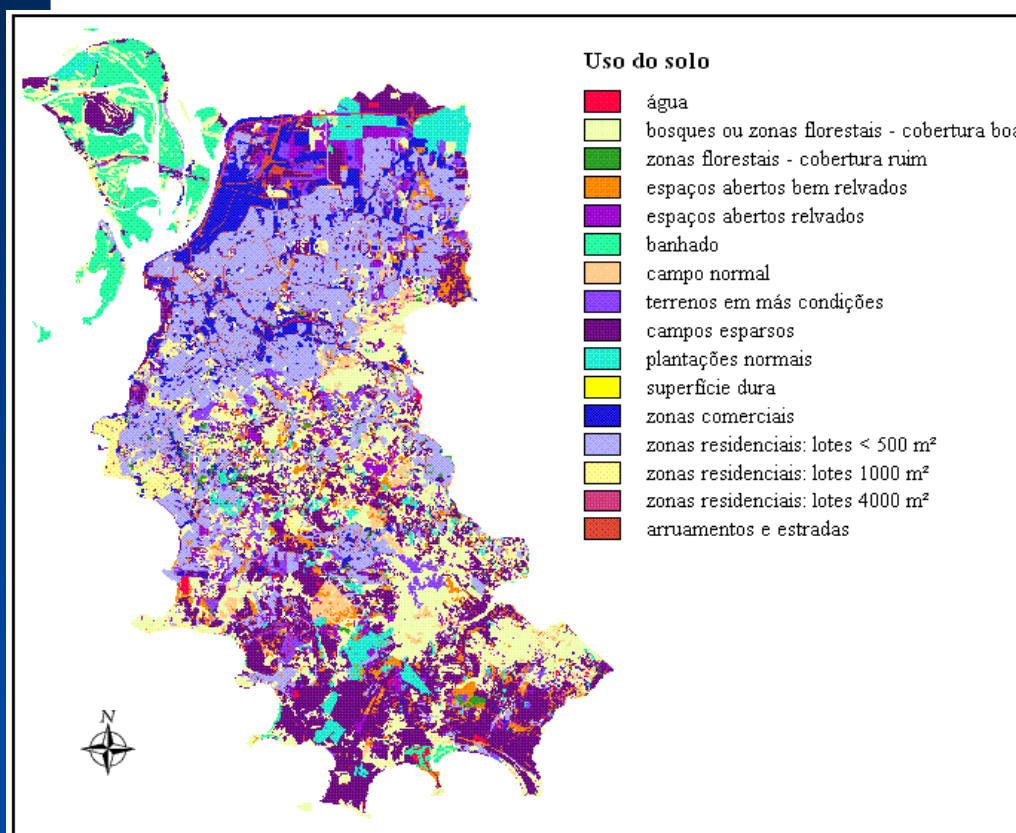 Uso do solo
água
bosques ou zonas florestais - cobertura boa
zonas florestais - cobertura ruim
espaços abertos bem relvados
espaços abertos relvados
banhado
campo normal
terrenos em más condições
campos esparsos
plantações normais
superfície dura
zonas comerciais
zonas residenciais: lotes < 500 m²
zonas residenciais: lotes 1000 m²
zonas residenciais: lotes 4000 m²
arruamentos e estradas
N